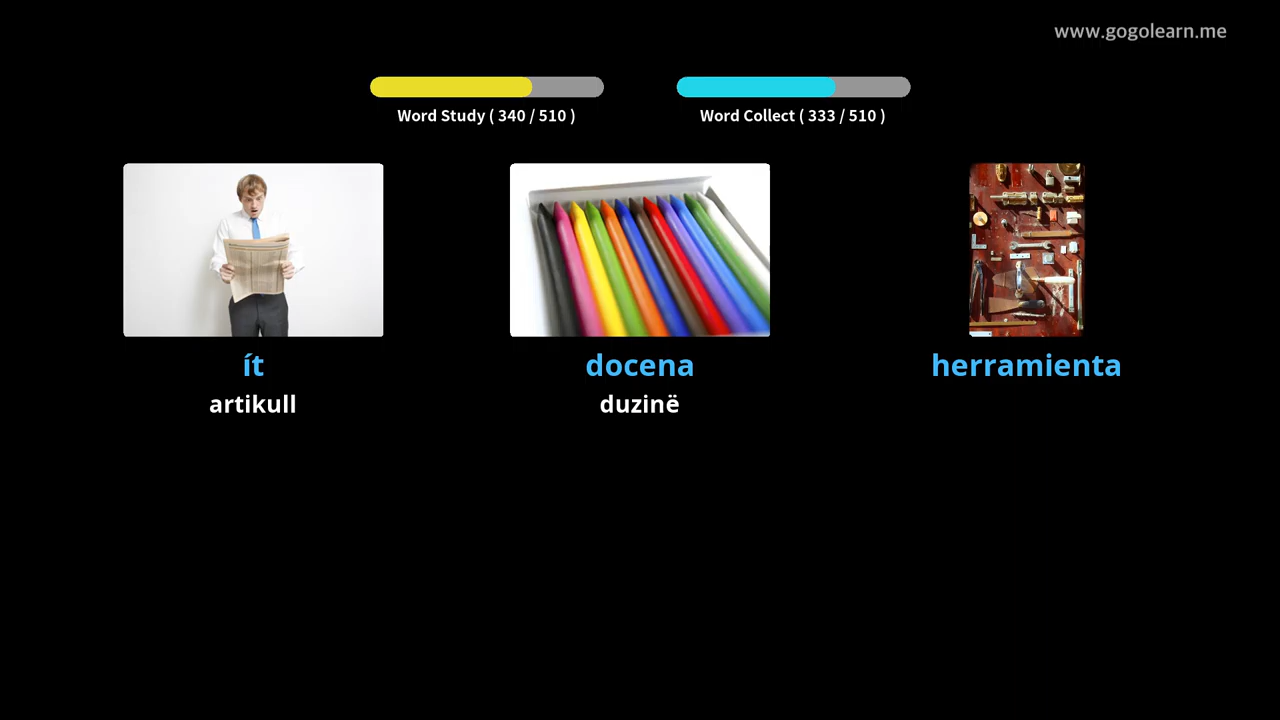 www.gogolearn.me
Word Study ( 340 / 510 )
Word Collect ( 333 / 510 )
ít
docena
herramienta
artikull
duzinë